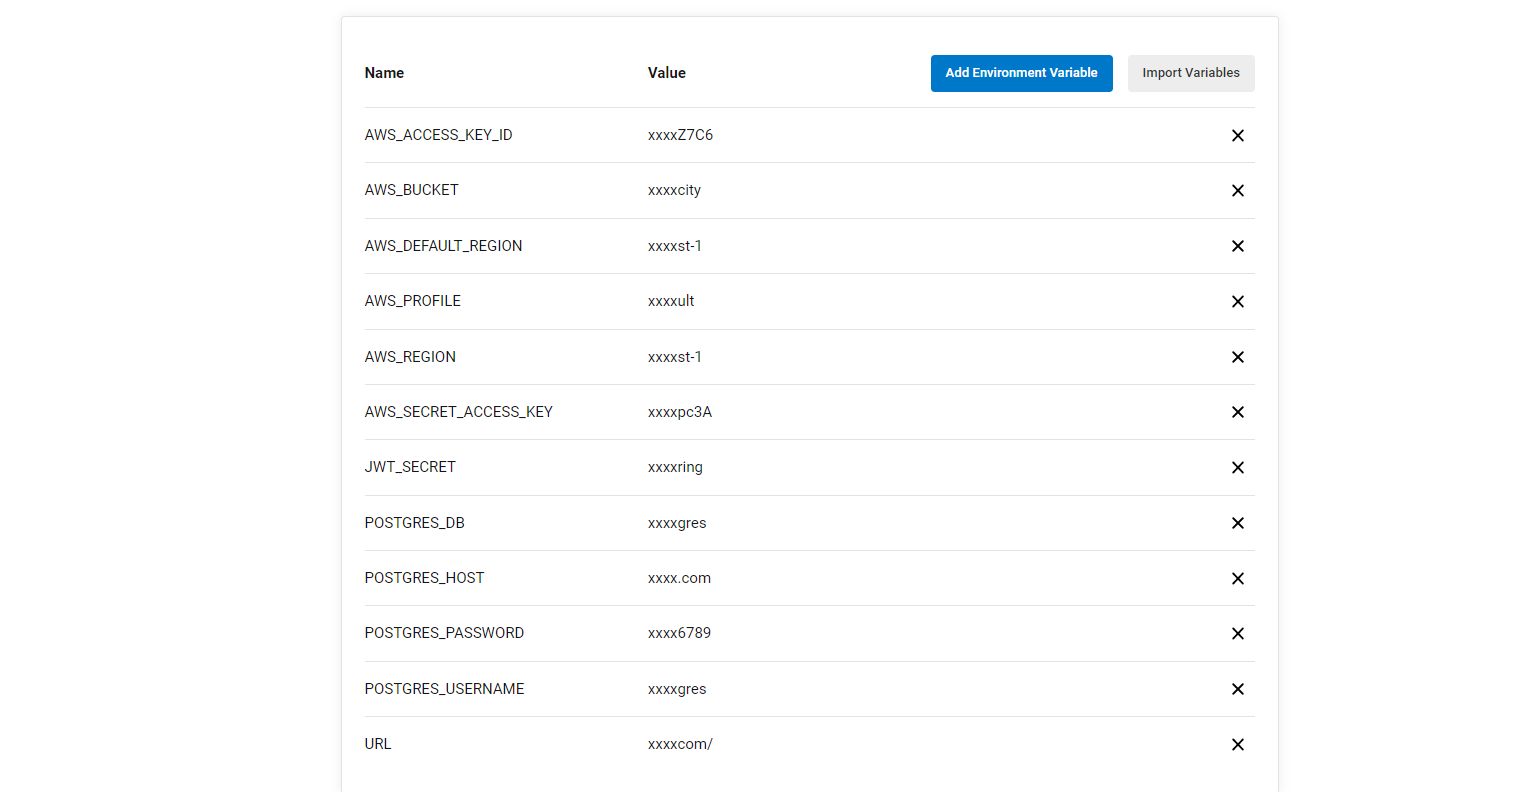 Name Value Add Environment Variable Import Variables
AWS_ACCESS_KEY_ID xxxxZ7C6
AWS_BUCKET xxxxcity
AWS_DEFAULT_REGION xxxxst-1
AWS_PROFILE xxxxult
AWS_REGION xxxxst-1
AWS_SECRET_ACCESS_KEY xxxxpc3A
JWT_SECRET xxxxring
POSTGRES_DB xxxxgres
POSTGRES_HOST xxxx.com
POSTGRES_PASSWORD xxxx6789
POSTGRES_USERNAME xxxxgres
URL xxxxcom/